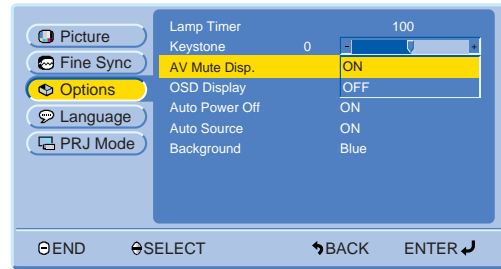 Picture
Fine Sync
Options
Language
PRJ Mode
Lamp Timer 100
Keystone 0 - +
AV Mute Disp. ON
OSD Display OFF
Auto Power Off ON
Auto Source ON
Background Blue
END SELECT BACK ENTER